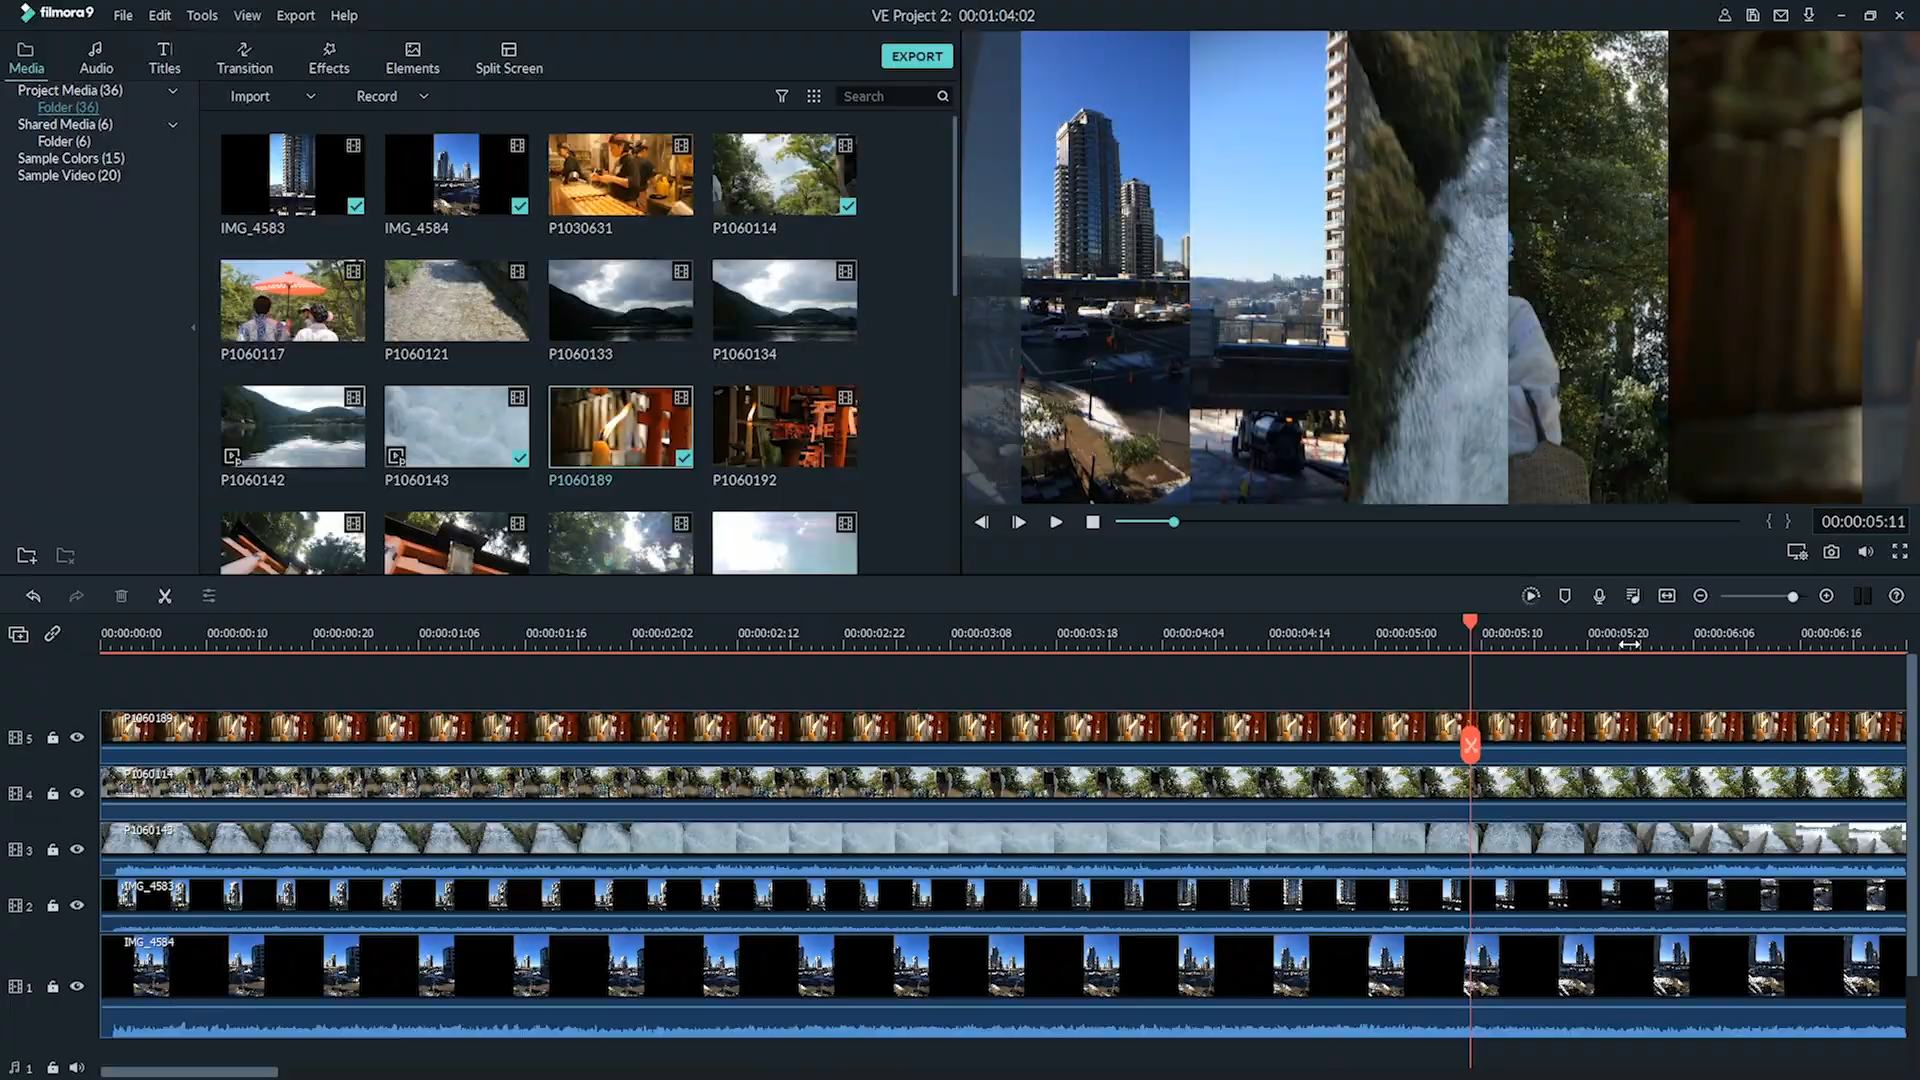 filmora9 File Edit Tools View Export Help VE Project 2: 00:01:04:02
Media Audio Titles Transition Effects Elements Split Screen EXPORT
Project Media (36)
Folder (36)
Shared Media (6)
Folder (6)
Sample Colors (15)
Sample Video (20)
Import Record Search
IMG_4583 IMG_4584 P1030631 P1060114
P1060117 P1060121 P1060133 P1060134
P1060142 P1060143 P1060189 P1060192
{ } 00:00:05:11
00:00:00:00 00:00:00:10 00:00:00:20 00:00:01:06 00:00:01:16 00:00:02:02 00:00:02:12 00:00:02:22 00:00:03:08 00:00:03:18 00:00:04:04 00:00:04:14 00:00:05:00 00:00:05:10 00:00:05:20 00:00:06:06 00:00:06:16
P1060189
5
P1060114
4
P1060143
3
IMG_4583
2
IMG_4584
1
1